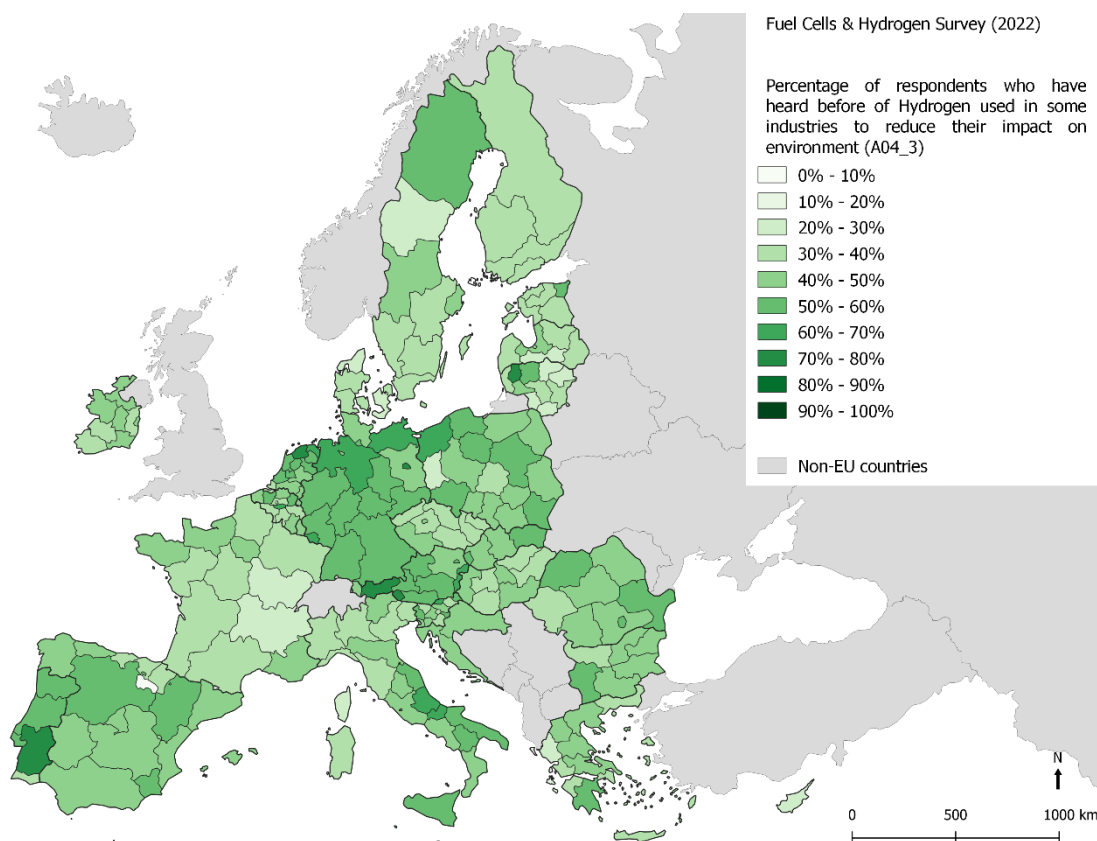 Fuel Cells & Hydrogen Survey (2022)
Percentage of respondents who have
heard before of Hydrogen used in some
industries to reduce their impact on
environment (A04_3)
0% - 10%
10% - 20%
20% - 30%
30% - 40%
40% - 50%
50% - 60%
60% - 70%
70% - 80%
80% - 90%
90% - 100%
Non-EU countries
N
0 500 1000 km